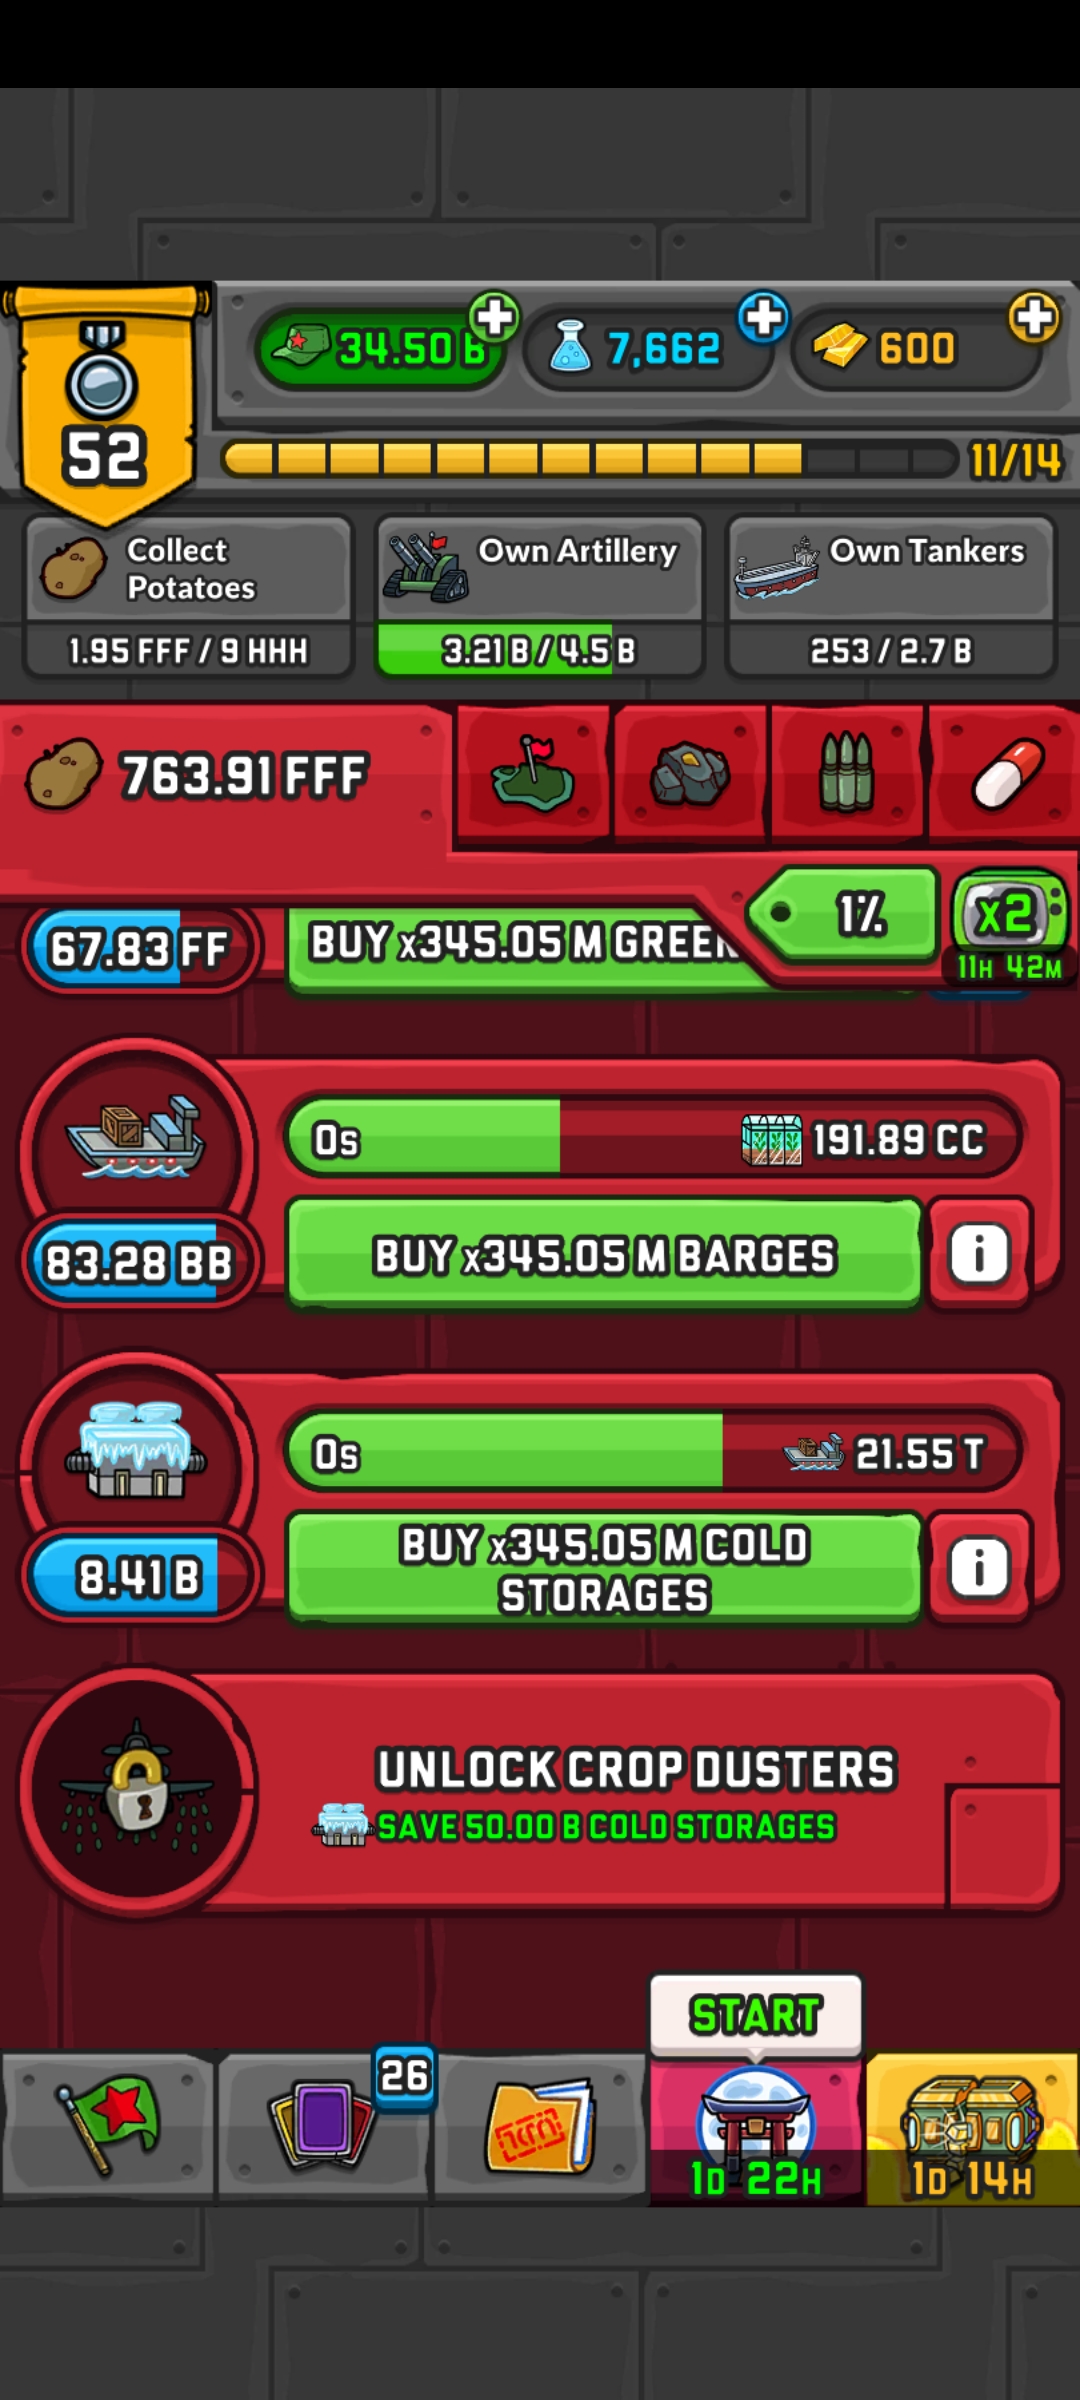 34.50 B
7,662
600
52
11/14
Collect
Potatoes
Own Artillery
Own Tankers
1.95 FFF / 9 HHH
3.21 B / 4.5 B
253 / 2.7 B
763.91 FFF
1%
x2
11H 42M
67.83 FF
BUY x345.05 M GREEN
0s
191.89 CC
83.28 BB
BUY x345.05 M BARGES
i
0s
21.55 T
8.41 B
BUY x345.05 M COLD
STORAGES
i
UNLOCK CROP DUSTERS
SAVE 50.00 B COLD STORAGES
START
26
1D 22H
1D 14H